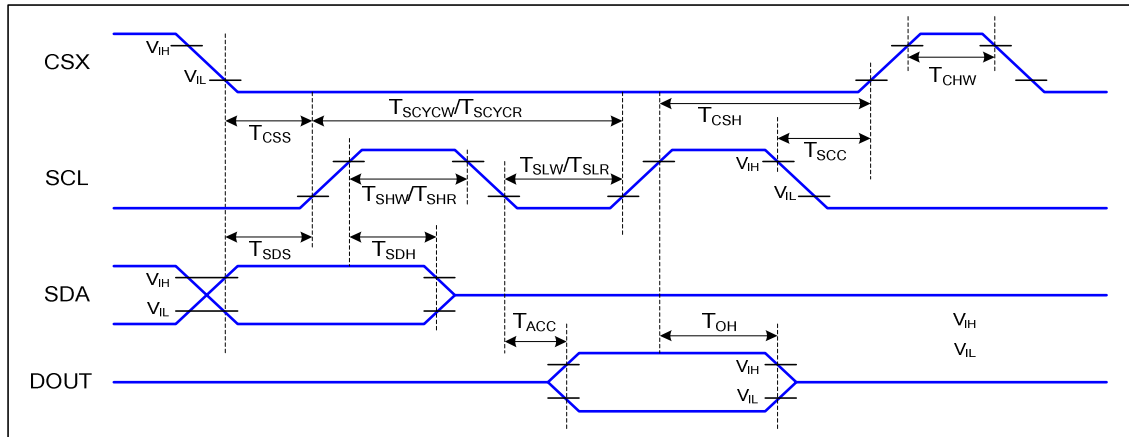 CSX
VIH
VIL
TCHW
TSCYCW/TSCYCR
TCSS
TCSH
TSCC
SCL
TSLW/TSLR
VIH
TSHW/TSHR
VIL
TSDS
TSDH
SDA
VIH
VIL
TACC
TOH
VIH
VIL
DOUT
VIH
VIL